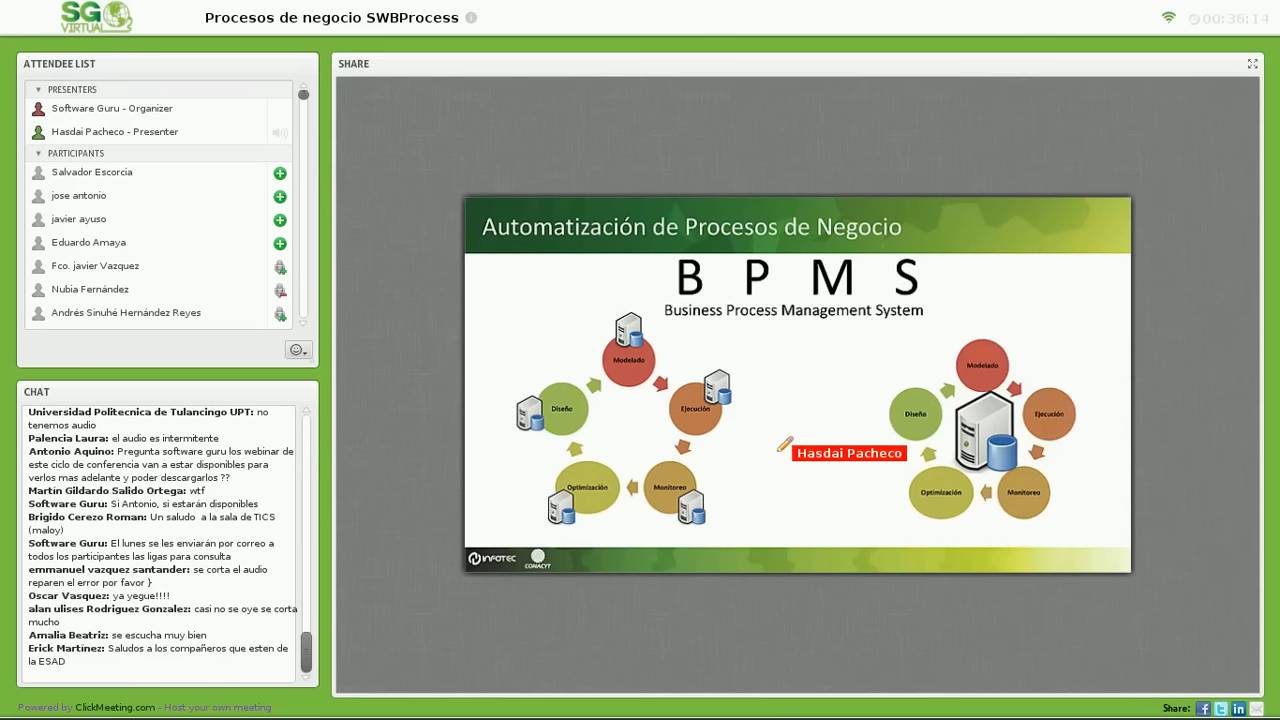 SG
VIRTUAL
Procesos de negocio SWBProcess
00:36:14
ATTENDEE LIST
PRESENTERS
Software Guru - Organizer
Hasdai Pacheco - Presenter
PARTICIPANTS
Salvador Escorcia
jose antonio
javier ayuso
Eduardo Amaya
Fco. javier Vazquez
Nubia Fernández
Andrés Sinuhé Hernández Reyes
CHAT
Universidad Politecnica de Tulancingo UPT: no
tenemos audio
Palencia Laura: el audio es intermitente
Antonio Aquino: Pregunta software guru los webinar de
este ciclo de conferencia van a estar disponibles para
verlos mas adelante y poder descargarlos ??
Martín Gildardo Salido Ortega: wtf
Software Guru: Si Antonio, si estarán disponibles
Brigido Cerezo Roman: Un saludo a la sala de TICS
(maloy)
Software Guru: El lunes se les enviarán por correo a
todos los participantes las ligas para consulta
emmanuel vazquez santander: se corta el audio
reparen el error por favor }
Oscar Vasquez: ya yegue!!!!
alan ulises Rodriguez Gonzalez: casi no se oye se corta
mucho
Amalia Beatriz: se escucha muy bien
Erick Martínez: Saludos a los compañeros que esten de
la ESAD
SHARE
Automatización de Procesos de Negocio
B P M S
Business Process Management System
Modelado
Diseño
Ejecución
Optimización
Monitoreo
Hasdai Pacheco
Modelado
Diseño
Ejecución
Optimización
Monitoreo
INFOTEC
CONACYT
Powered by ClickMeeting.com - Host your own meeting
Share: